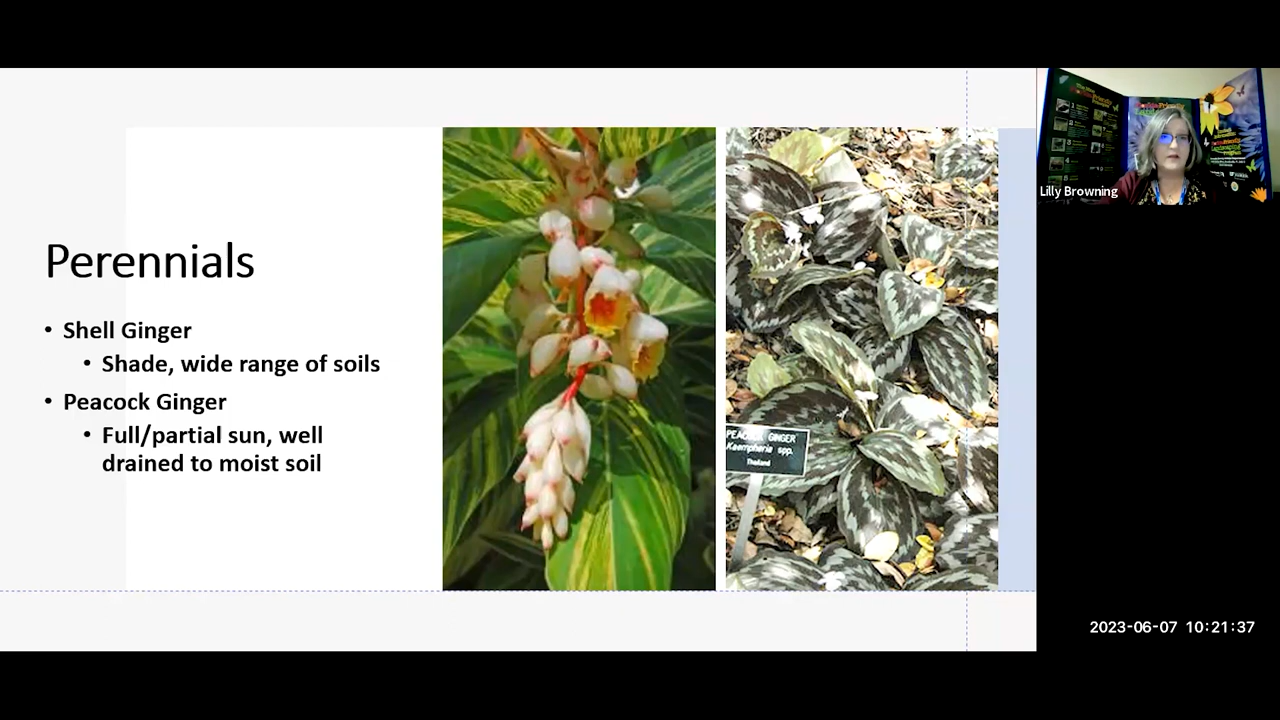 Perennials
• Shell Ginger
• Shade, wide range of soils
• Peacock Ginger
• Full/partial sun, well
drained to moist soil
PEACOCK GINGER
Kaempheria spp.
Thailand
Lilly Browning
2023-06-07 10:21:37